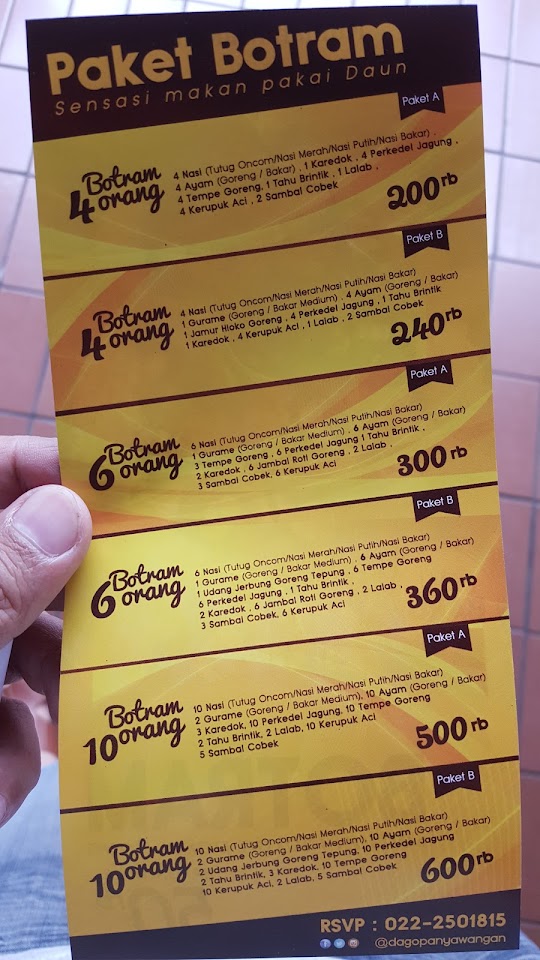 Paket Botram
Sensasi makan pakai Daun
Paket A
Botram
4 orang
4 Nasi (Tutug Oncom/Nasi Merah/Nasi Putih/Nasi Bakar) ,
4 Ayam (Goreng / Bakar) , 1 Karedok , 4 Perkedel Jagung ,
4 Tempe Goreng, 1 Tahu Brintik , 1 Lalab ,
4 Kerupuk Aci , 2 Sambal Cobek
200rb
Paket B
Botram
4 orang
4 Nasi (Tutug Oncom/Nasi Merah/Nasi Putih/Nasi Bakar)
1 Gurame (Goreng / Bakar Medium) , 4 Ayam (Goreng / Bakar)
1 Jamur Hioko Goreng , 4 Perkedel Jagung , 1 Tahu Brintik
1 Karedok , 4 Kerupuk Aci , 1 Lalab , 2 Sambal Cobek
240rb
Paket A
Botram
6 orang
6 Nasi (Tutug Oncom/Nasi Merah/Nasi Putih/Nasi Bakar)
1 Gurame (Goreng / Bakar Medium) , 6 Ayam (Goreng / Bakar)
3 Tempe Goreng , 6 Perkedel Jagung 1 Tahu Brintik ,
2 Karedok , 6 Jambal Roti Goreng , 2 Lalab ,
3 Sambal Cobek, 6 Kerupuk Aci
300rb
Paket B
Botram
6 orang
6 Nasi (Tutug Oncom/Nasi Merah/Nasi Putih/Nasi Bakar)
1 Gurame (Goreng / Bakar Medium) , 6 Ayam (Goreng / Bakar)
1 Udang Jerbung Goreng Tepung , 6 Tempe Goreng
6 Perkedel Jagung , 1 Tahu Brintik ,
2 Karedok , 6 Jambal Roti Goreng , 2 Lalab ,
3 Sambal Cobek, 6 Kerupuk Aci
360rb
Paket A
Botram
10 orang
10 Nasi (Tutug Oncom/Nasi Merah/Nasi Putih/Nasi Bakar)
2 Gurame (Goreng / Bakar Medium), 10 Ayam (Goreng / Bakar)
3 Karedok, 10 Perkedel Jagung, 10 Tempe Goreng
2 Tahu Brintik, 2 Lalab, 10 Kerupuk Aci
5 Sambal Cobek
500rb
Paket B
Botram
10 orang
10 Nasi (Tutug Oncom/Nasi Merah/Nasi Putih/Nasi Bakar)
2 Gurame (Goreng / Bakar Medium), 10 Ayam (Goreng / Bakar)
2 Udang Jerbung Goreng Tepung, 10 Perkedel Jagung
2 Tahu Brintik, 3 Karedok, 10 Tempe Goreng
10 Kerupuk Aci, 2 Lalab, 5 Sambal Cobek
600rb
RSVP : 022-2501815
@dagopanyawangan